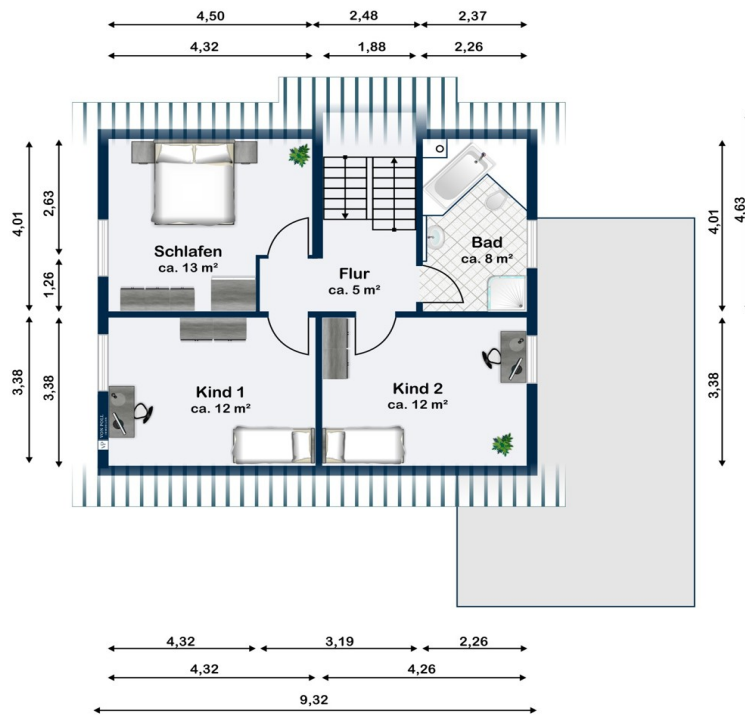 4,50
2,48
2,37
4,32
1,88
2,26
4,01
2,63
1,26
3,38
3,38
4,01
4,63
3,38
Schlafen
ca. 13 m²
Flur
ca. 5 m²
Bad
ca. 8 m²
Kind 1
ca. 12 m²
Kind 2
ca. 12 m²
VON POLL
4,32
3,19
2,26
4,32
4,26
9,32